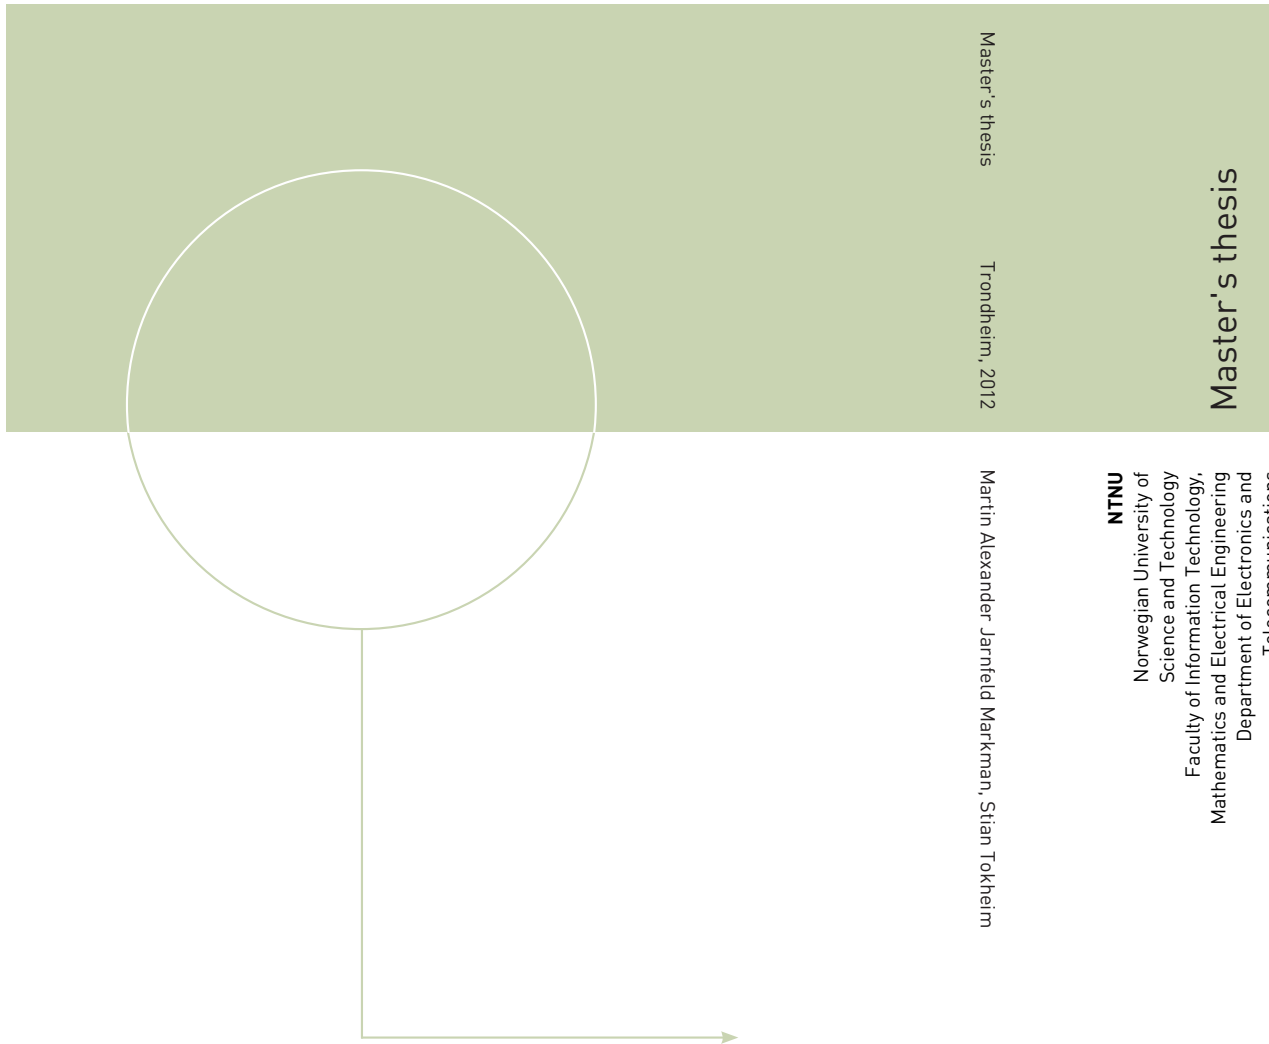 Master's thesis
Trondheim, 2012
Martin Alexander Jarnfeld Markman, Stian Tokheim
Master's thesis
NTNU
Norwegian University of
Science and Technology
Faculty of Information Technology,
Mathematics and Electrical Engineering
Department of Electronics and